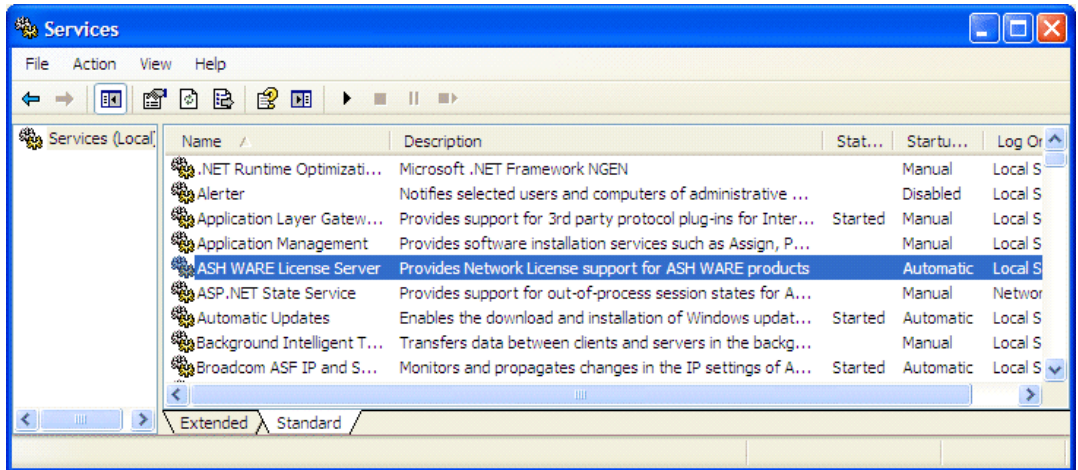 Services
File Action View Help
Services (Local)
Name Description Stat... Startu... Log On
.NET Runtime Optimizati... Microsoft .NET Framework NGEN Manual Local S
Alerter Notifies selected users and computers of administrative ... Disabled Local S
Application Layer Gatew... Provides support for 3rd party protocol plug-ins for Inter... Started Manual Local S
Application Management Provides software installation services such as Assign, P... Manual Local S
ASH WARE License Server Provides Network License support for ASH WARE products Automatic Local S
ASP.NET State Service Provides support for out-of-process session states for A... Manual Networ
Automatic Updates Enables the download and installation of Windows updat... Started Automatic Local S
Background Intelligent T... Transfers data between clients and servers in the backg... Manual Local S
Broadcom ASF IP and S... Monitors and propagates changes in the IP settings of A... Started Automatic Local S
Extended Standard